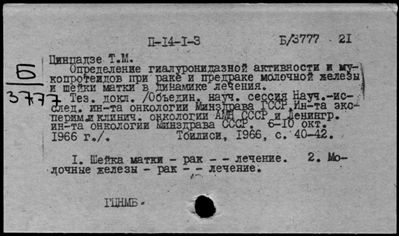 П-14-1-3 Б/3777 21
Цинцадзе Т.М.
Определение гиалуронидазной активности и му-
копротеидов при раке и предраке молочной железы
и шейки матки в динамике лечения.
Б
3777
Тез. докл. /Объедин. науч. сессия Науч.-ис-
след. ин-та онкологии Минздрава ГССР, Ин-та экс-
перим.и клинич. онкологии АМН СССР и Ленингр.
ин-та онкологии Минздрава СССР. 6-10 окт.
1966 г./. Тбилиси, 1966, с. 40-42.
1. Шейка матки - рак - - лечение. 2. Мо-
лочные железы - рак - - лечение.
ГЦНМБ.